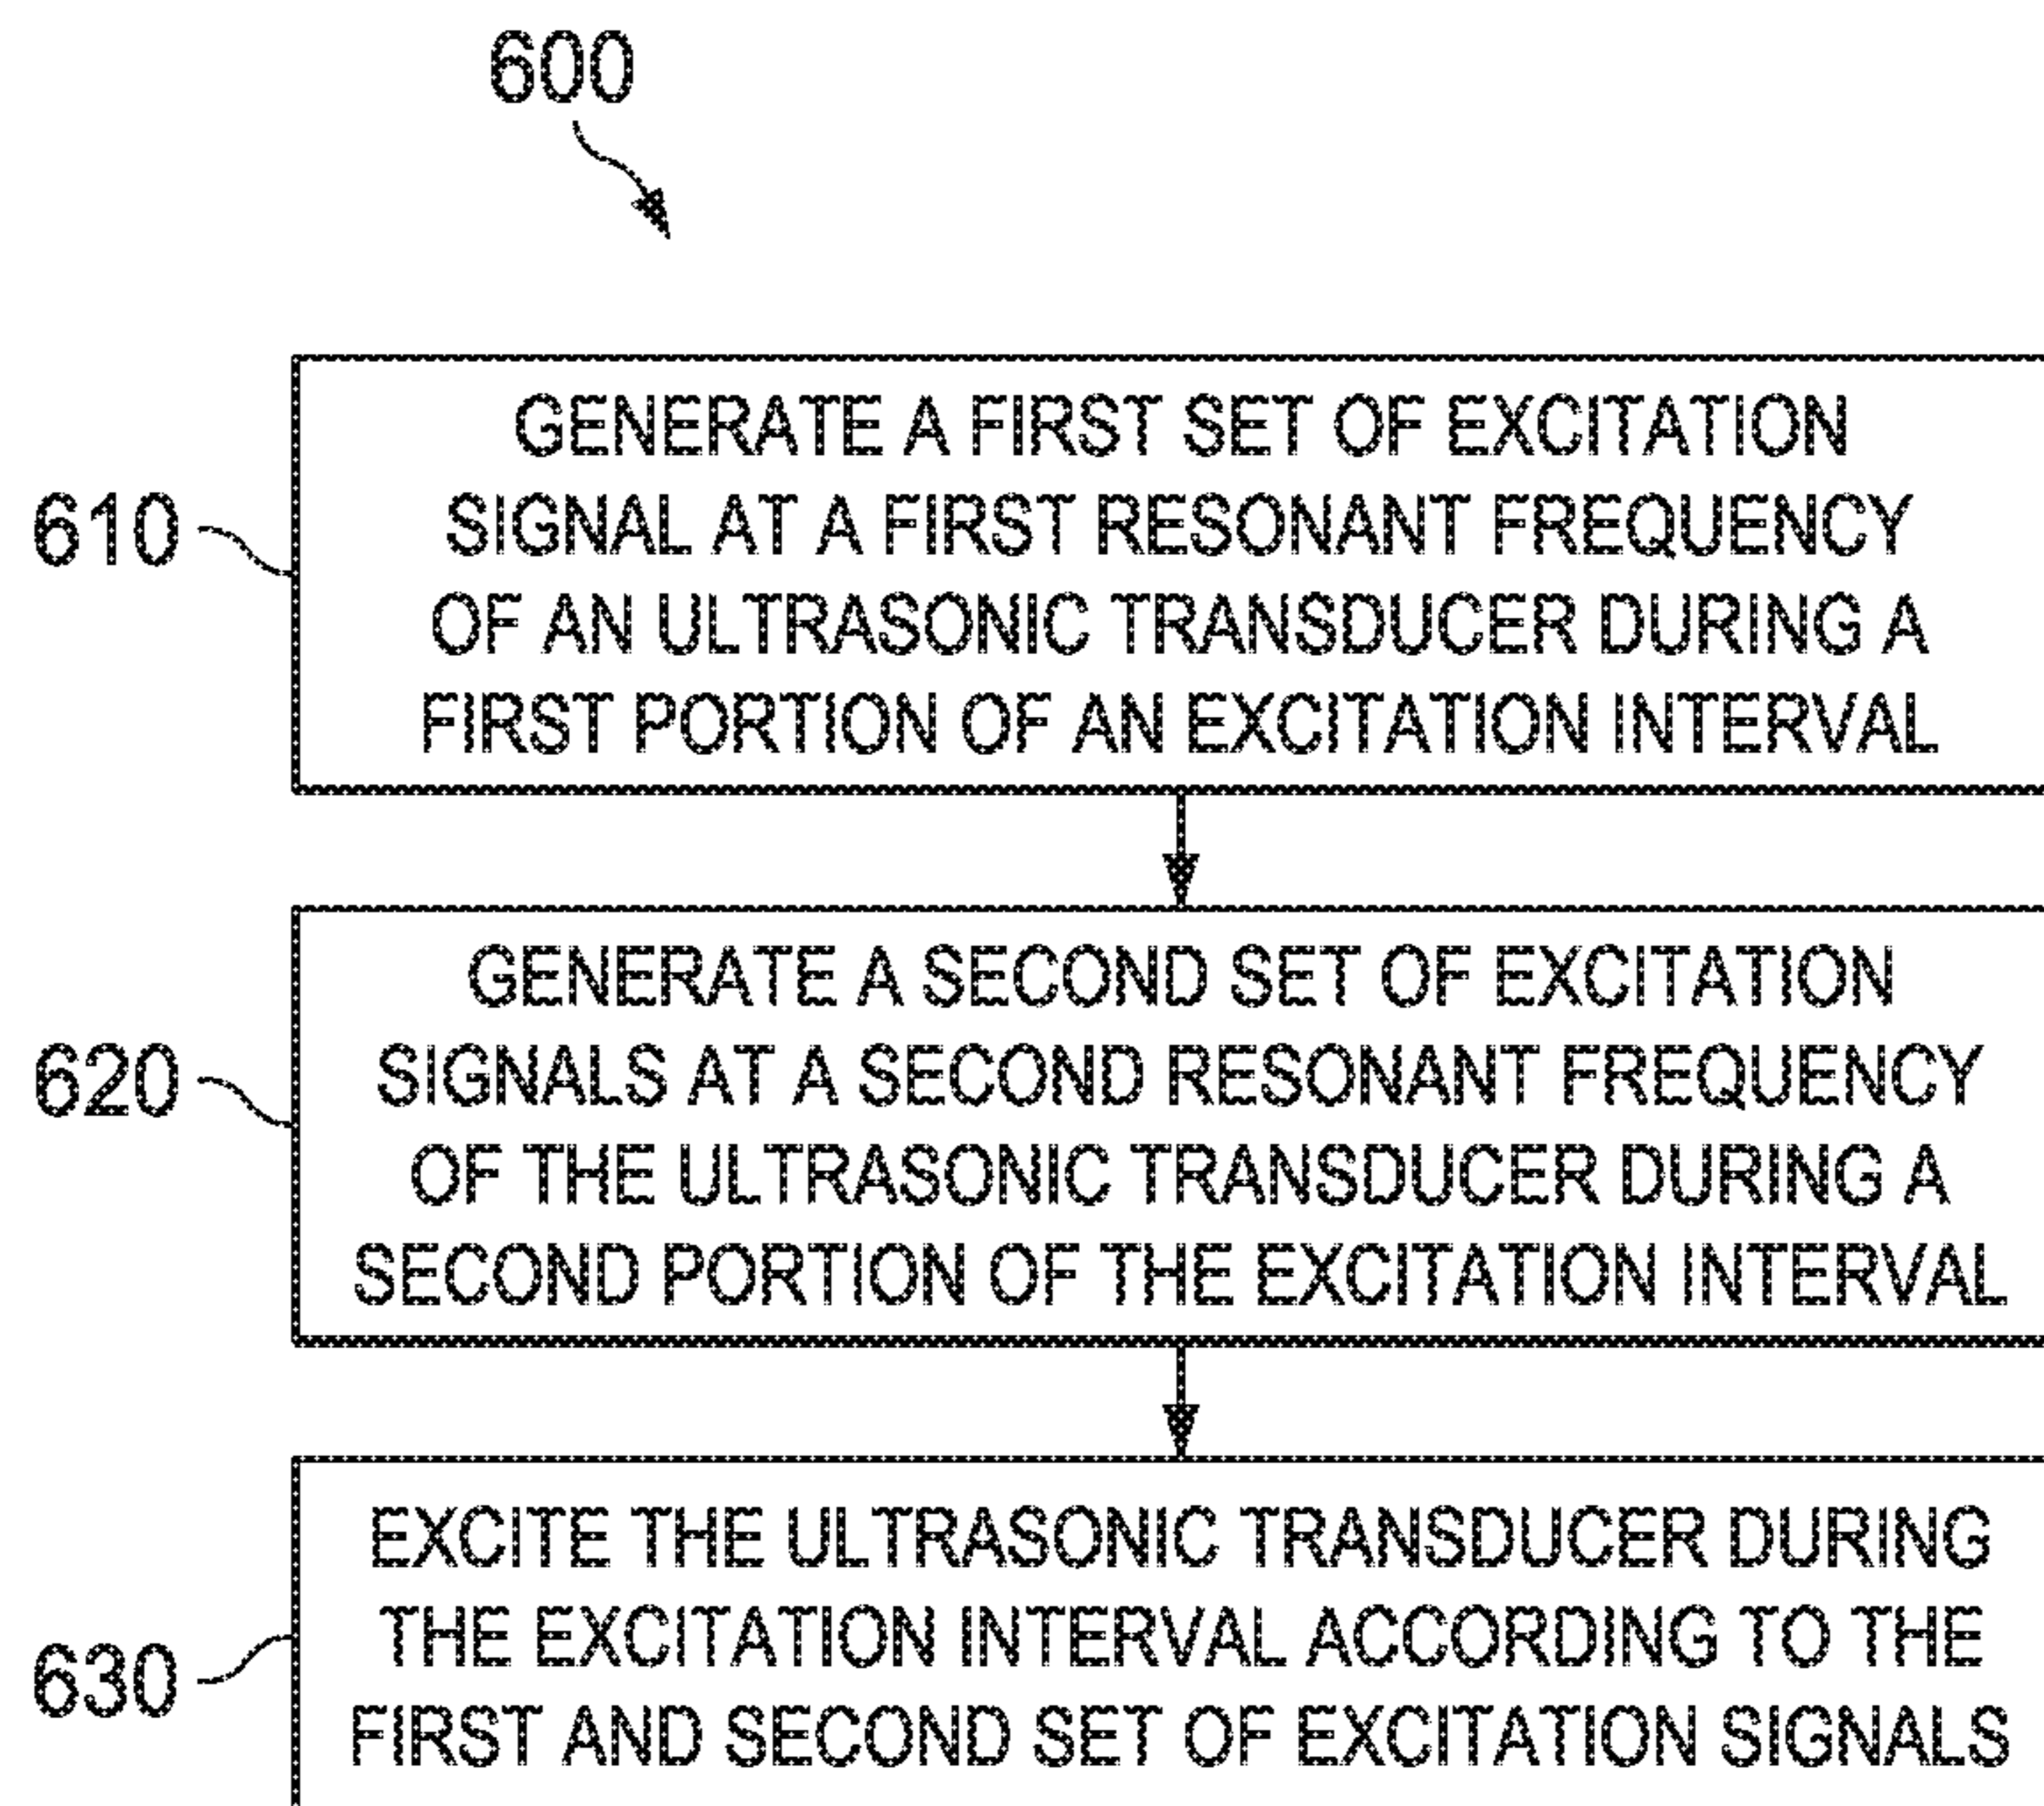 600
610
GENERATE A FIRST SET OF EXCITATION
SIGNAL AT A FIRST RESONANT FREQUENCY
OF AN ULTRASONIC TRANSDUCER DURING A
FIRST PORTION OF AN EXCITATION INTERVAL
620
GENERATE A SECOND SET OF EXCITATION
SIGNALS AT A SECOND RESONANT FREQUENCY
OF THE ULTRASONIC TRANSDUCER DURING A
SECOND PORTION OF THE EXCITATION INTERVAL
630
EXCITE THE ULTRASONIC TRANSDUCER DURING
THE EXCITATION INTERVAL ACCORDING TO THE
FIRST AND SECOND SET OF EXCITATION SIGNALS